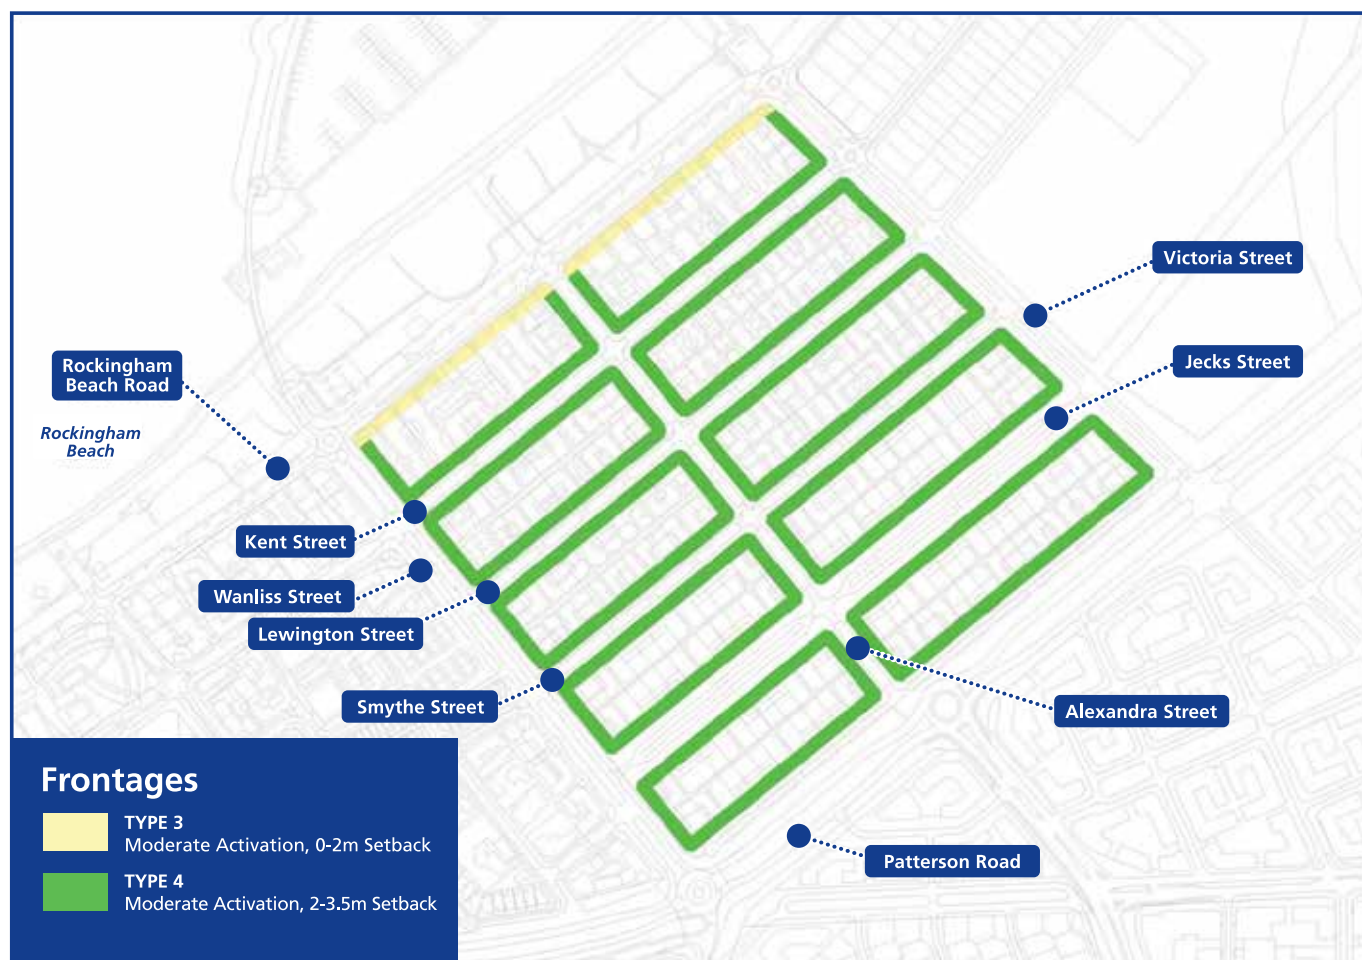 Victoria Street
Jecks Street
Rockingham
Beach Road
Rockingham
Beach
Kent Street
Wanliss Street
Lewington Street
Smythe Street
Alexandra Street
Patterson Road
Frontages
TYPE 3
Moderate Activation, 0-2m Setback
TYPE 4
Moderate Activation, 2-3.5m Setback